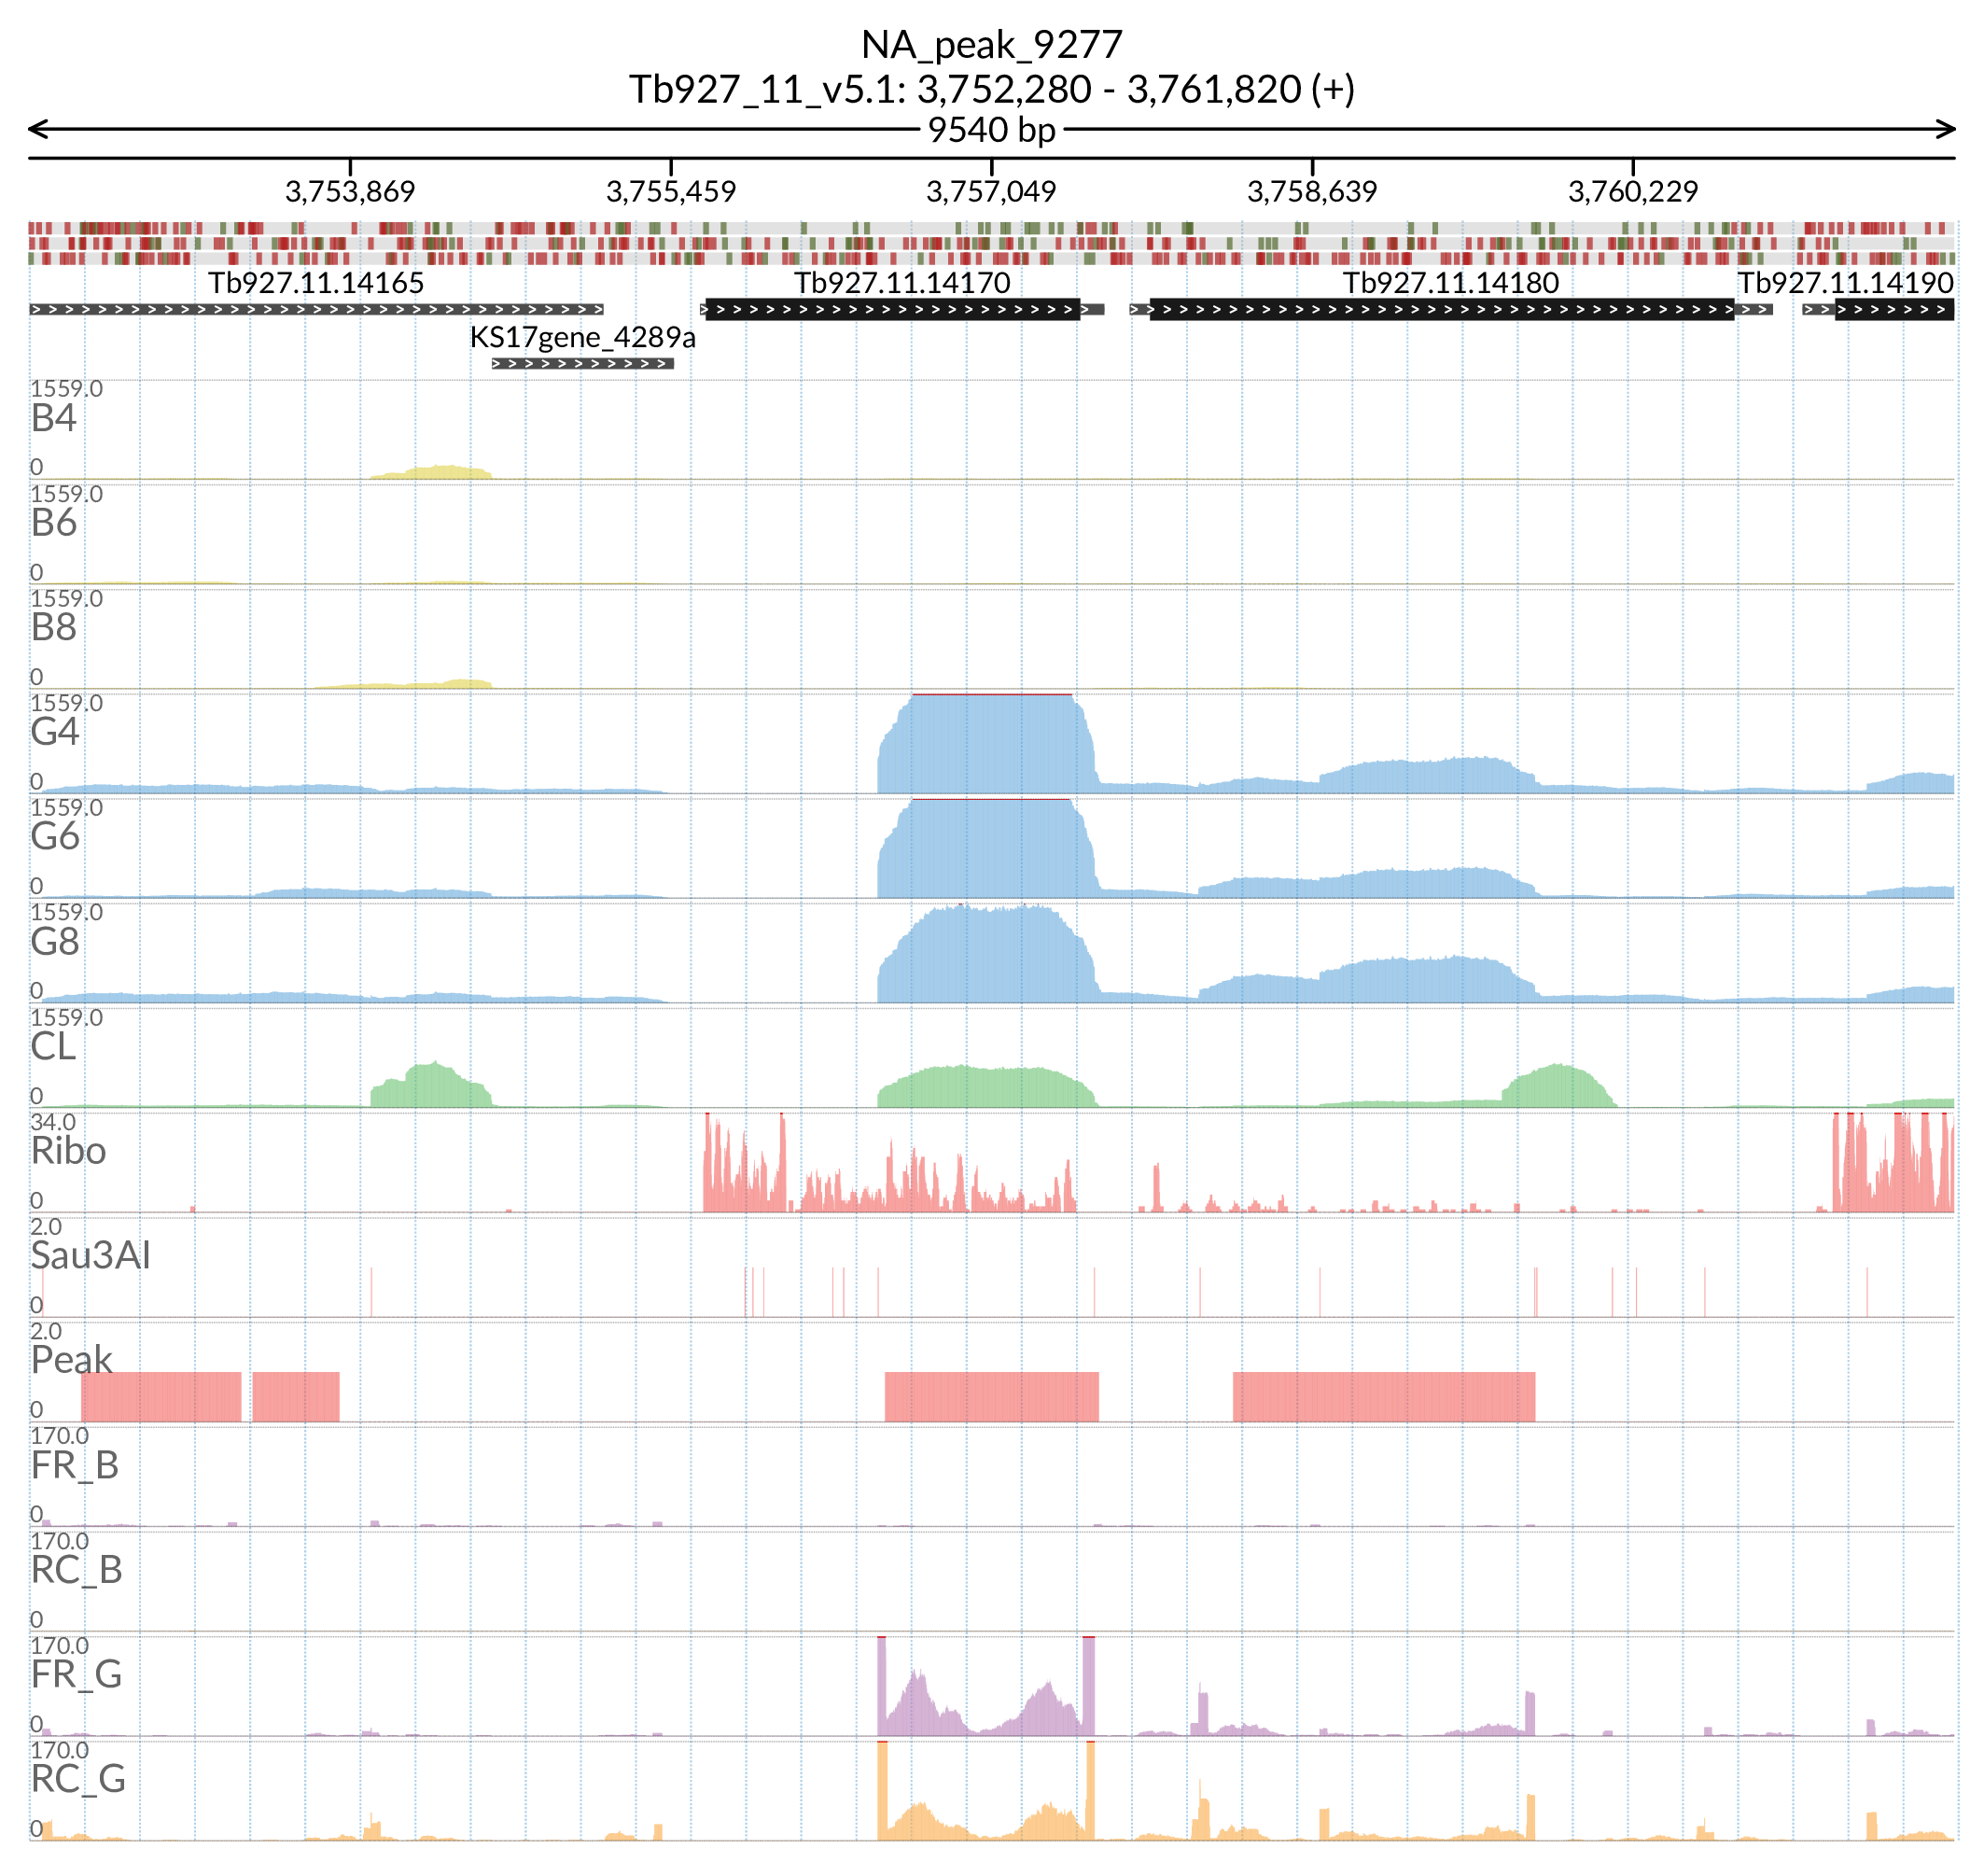 NA_peak_9277
Tb927_11_v5.1: 3,752,280 - 3,761,820 (+)
9540 bp
3,753,869 3,755,459 3,757,049 3,758,639 3,760,229
Tb927.11.14165 Tb927.11.14170 Tb927.11.14180 Tb927.11.14190
KS17gene_4289a
1559.0
B4
0
1559.0
B6
0
1559.0
B8
0
1559.0
G4
0
1559.0
G6
0
1559.0
G8
0
1559.0
CL
0
34.0
Ribo
0
2.0
Sau3AI
0
2.0
Peak
0
170.0
FR_B
0
170.0
RC_B
0
170.0
FR_G
0
170.0
RC_G
0